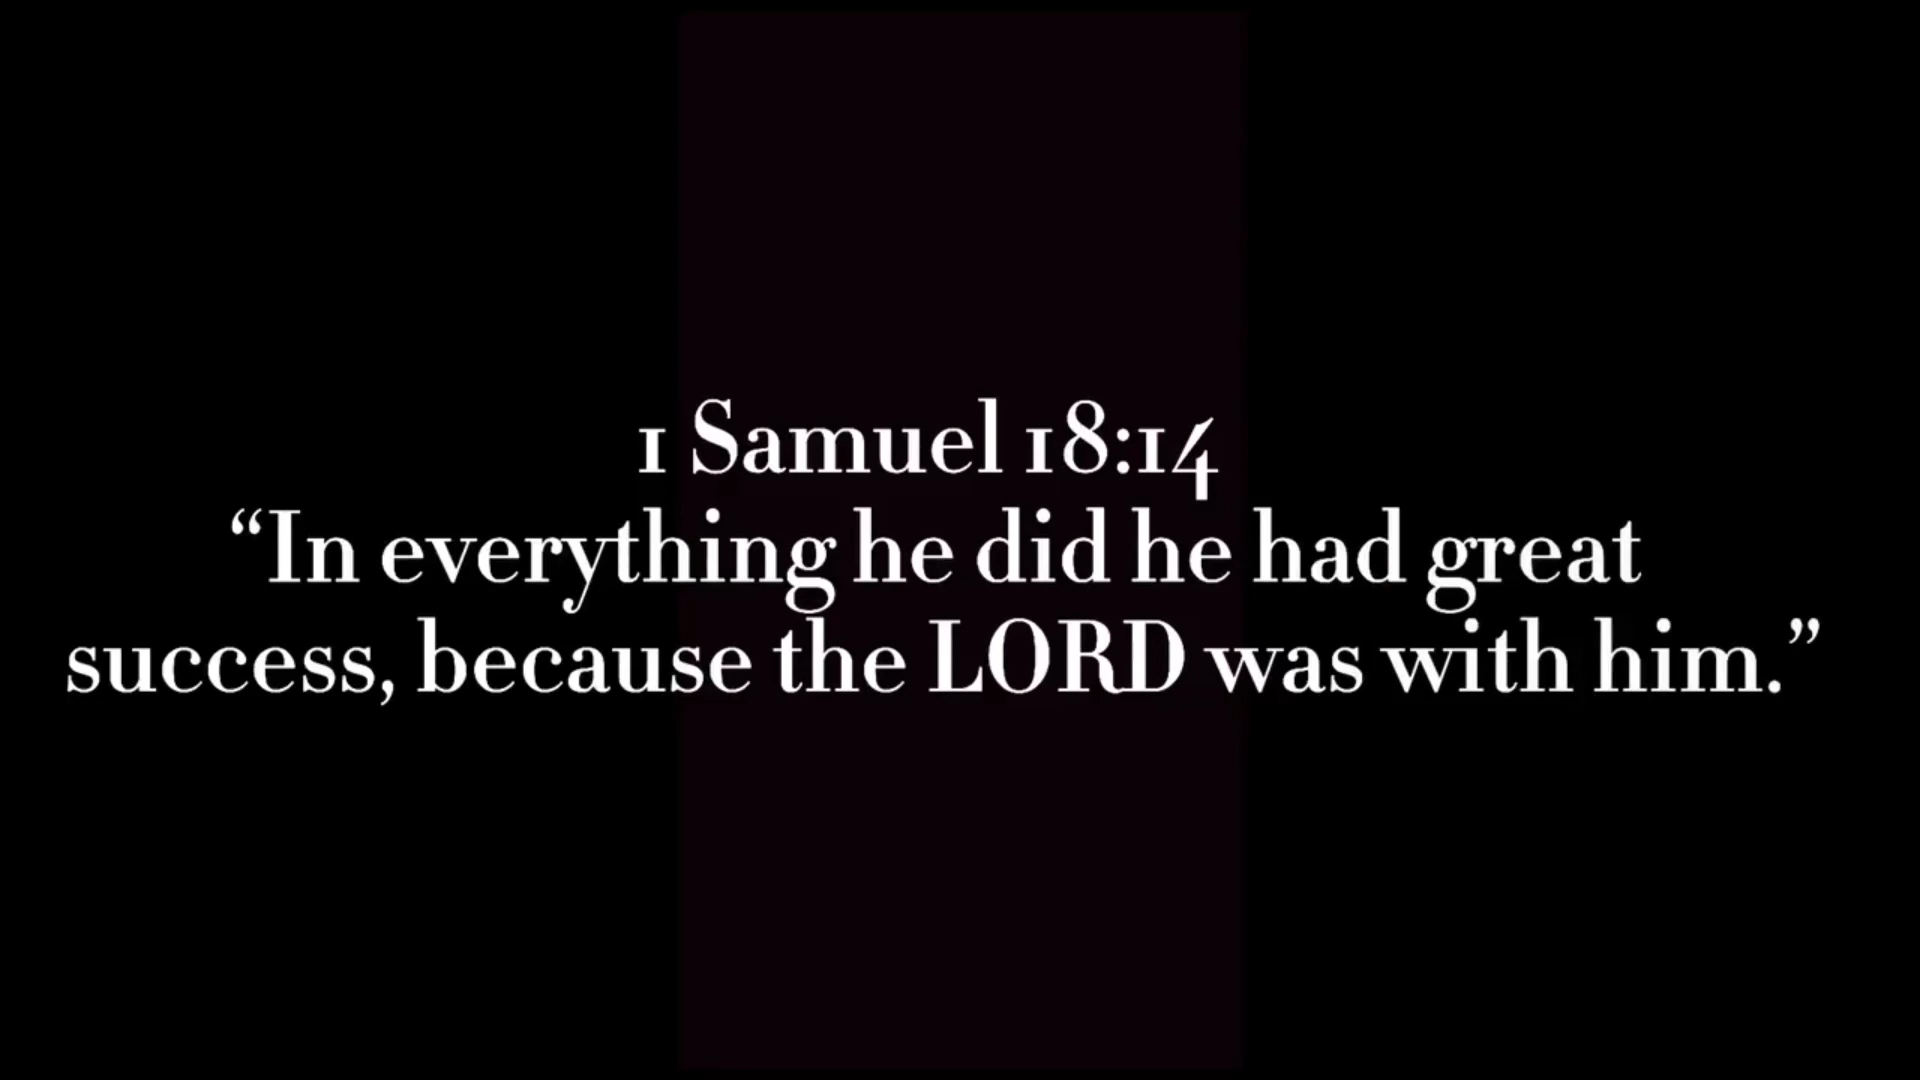 1 Samuel 18:14
“In everything he did he had great
success, because the LORD was with him.”